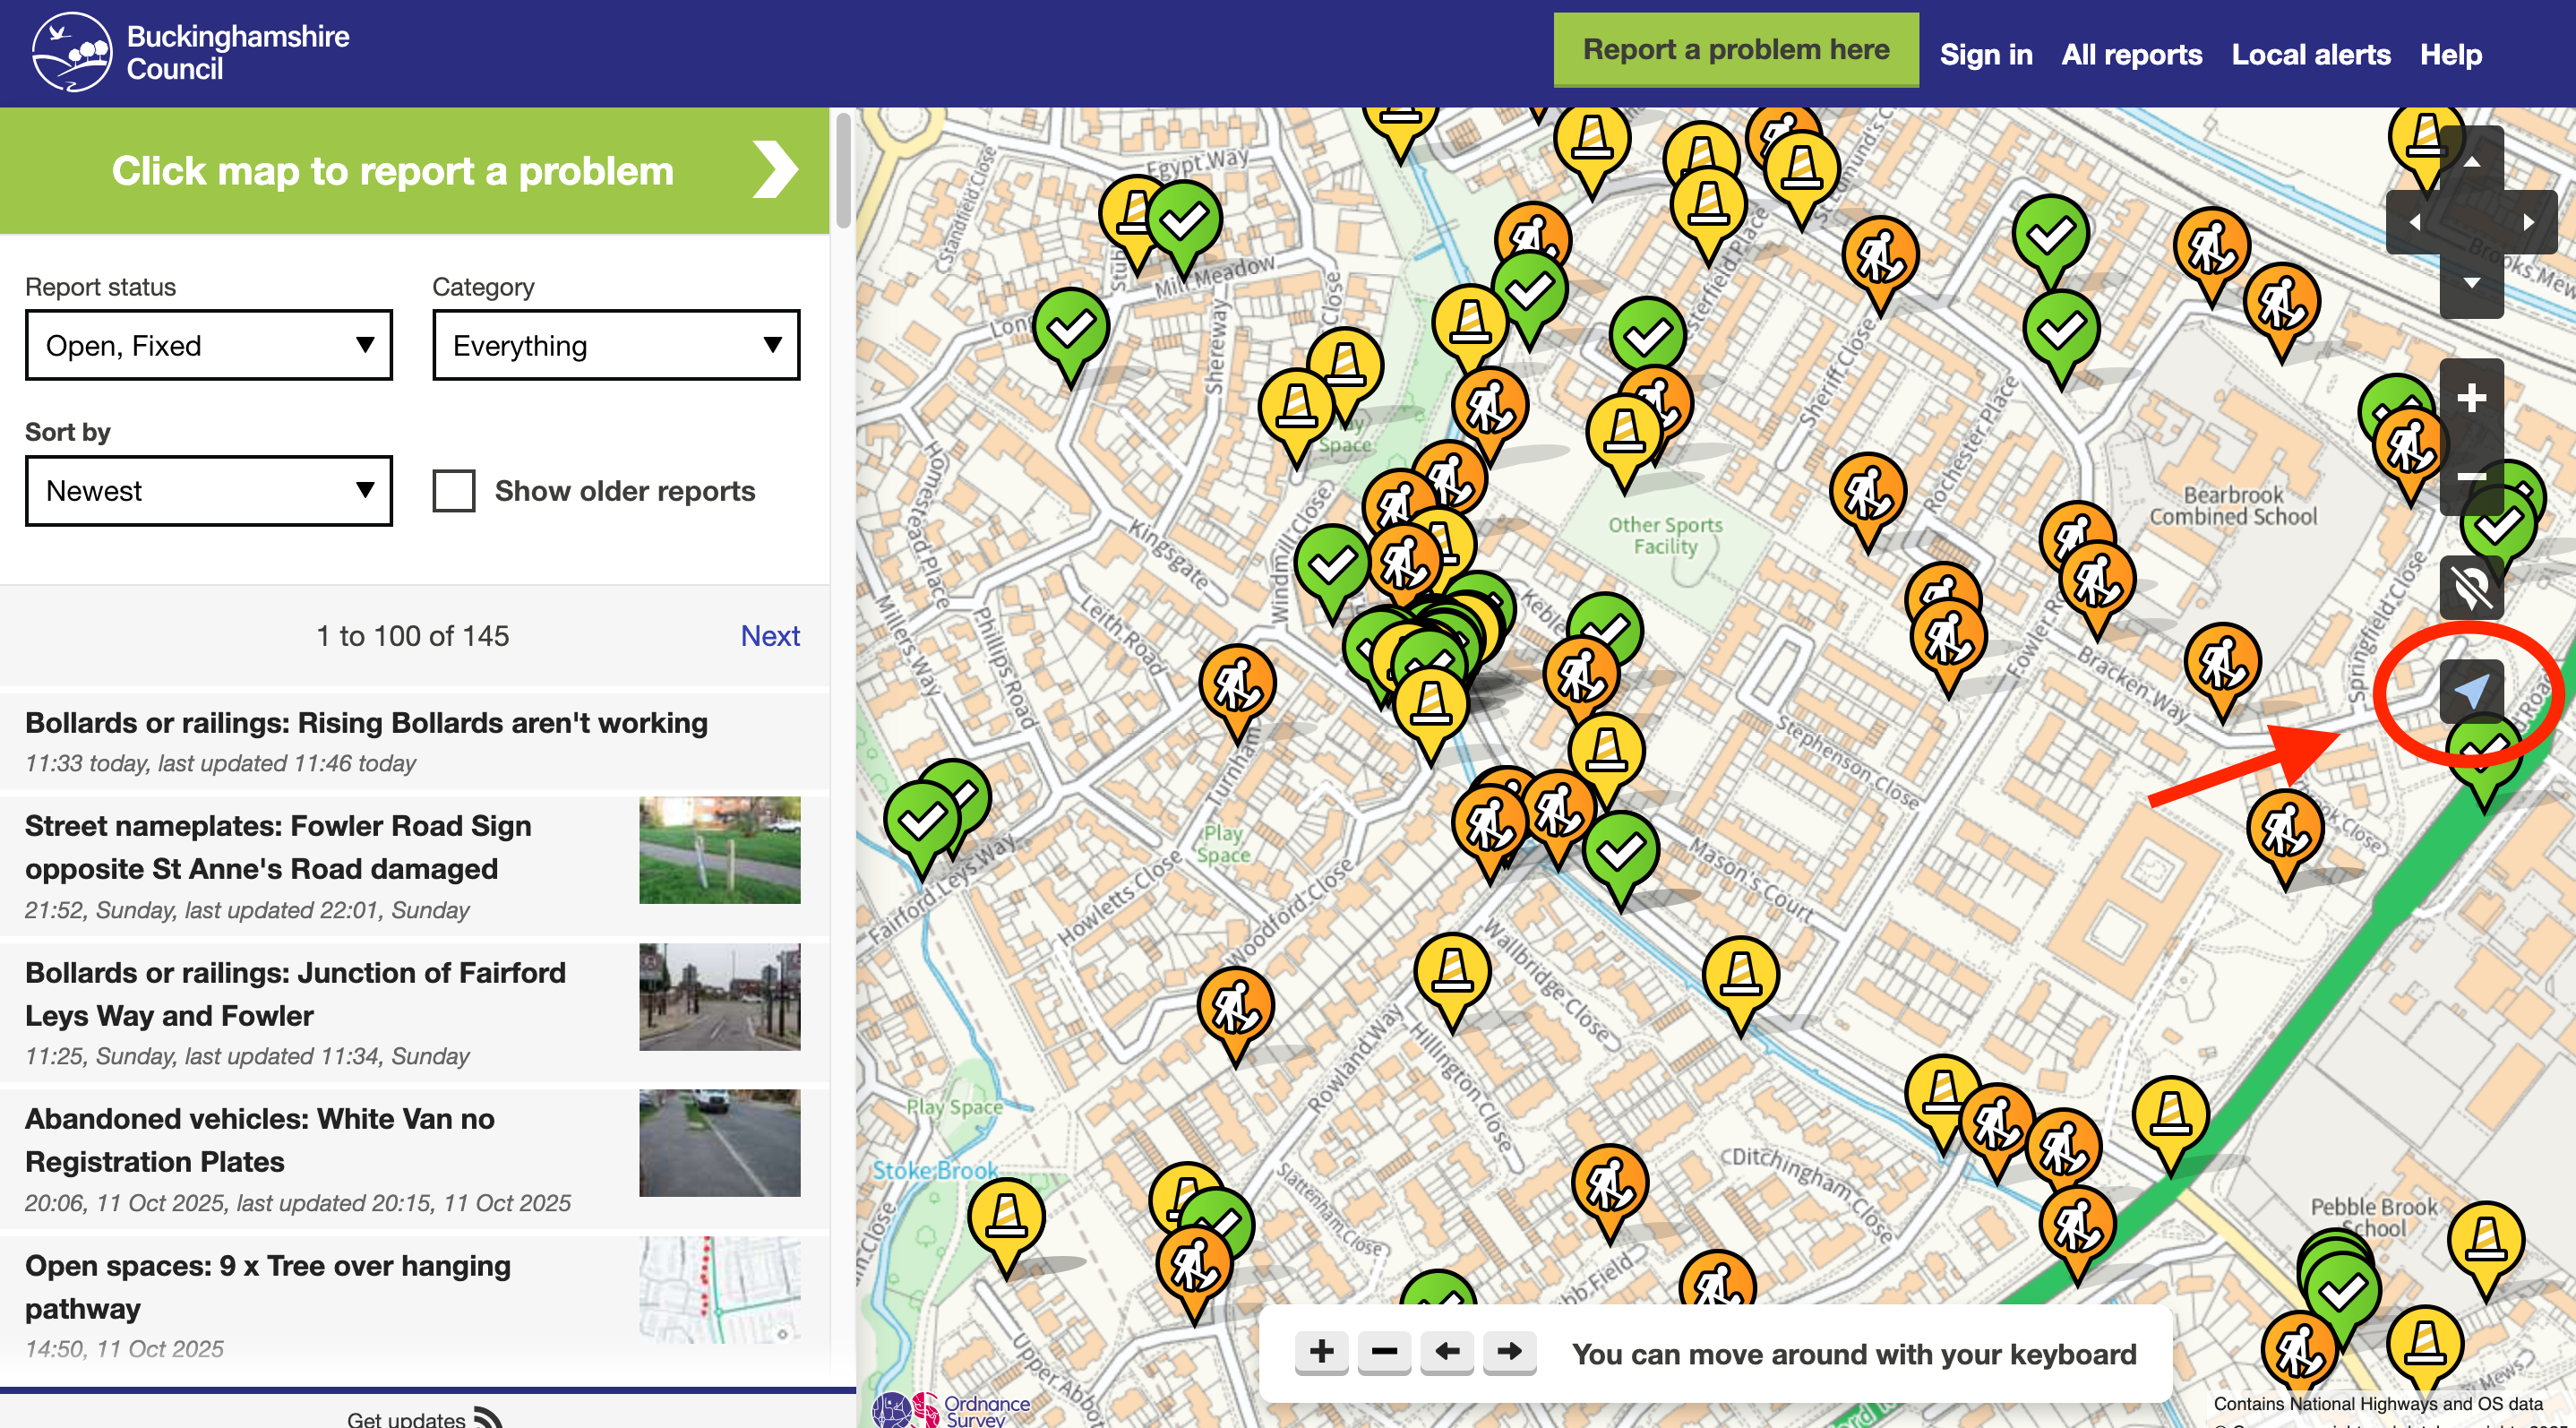 Buckinghamshire
Council
Report a problem here
Sign in
All reports
Local alerts
Help
Click map to report a problem
Report status
Category
Open, Fixed
Everything
Sort by
Newest
Show older reports
1 to 100 of 145
Next
Bollards or railings: Rising Bollards aren't working
11:33 today, last updated 11:46 today
Street nameplates: Fowler Road Sign
opposite St Anne's Road damaged
21:52, Sunday, last updated 22:01, Sunday
Bollards or railings: Junction of Fairford
Leys Way and Fowler
11:25, Sunday, last updated 11:34, Sunday
Abandoned vehicles: White Van no
Registration Plates
20:06, 11 Oct 2025, last updated 20:15, 11 Oct 2025
Open spaces: 9 x Tree over hanging
pathway
14:50, 11 Oct 2025
Get updates
Egypt Way
Standfield Close
Mill Meadow
Shereway
Close
Homestead Place
Kingsgate
Windmill Close
Leith Road
Phillips Road
Millers Way
Space
Other Sports
Facility
Sheriff Close
Rochester Place
Bearbrook
Combined School
Springfield Close
Bracken Way
Stephenson Close
Mason's Court
Turnham
Play
Space
Howletts Close
Woodford Close
Fairford Leys Way
Wallbridge Close
Rowland Way
Hillington Close
Play Space
Stoke Brook
Slattenham Close
Ditchingham Close
Pebble Brook
School
Upper Abbo
Mews
You can move around with your keyboard
Ordnance
Survey
Contains National Highways and OS data